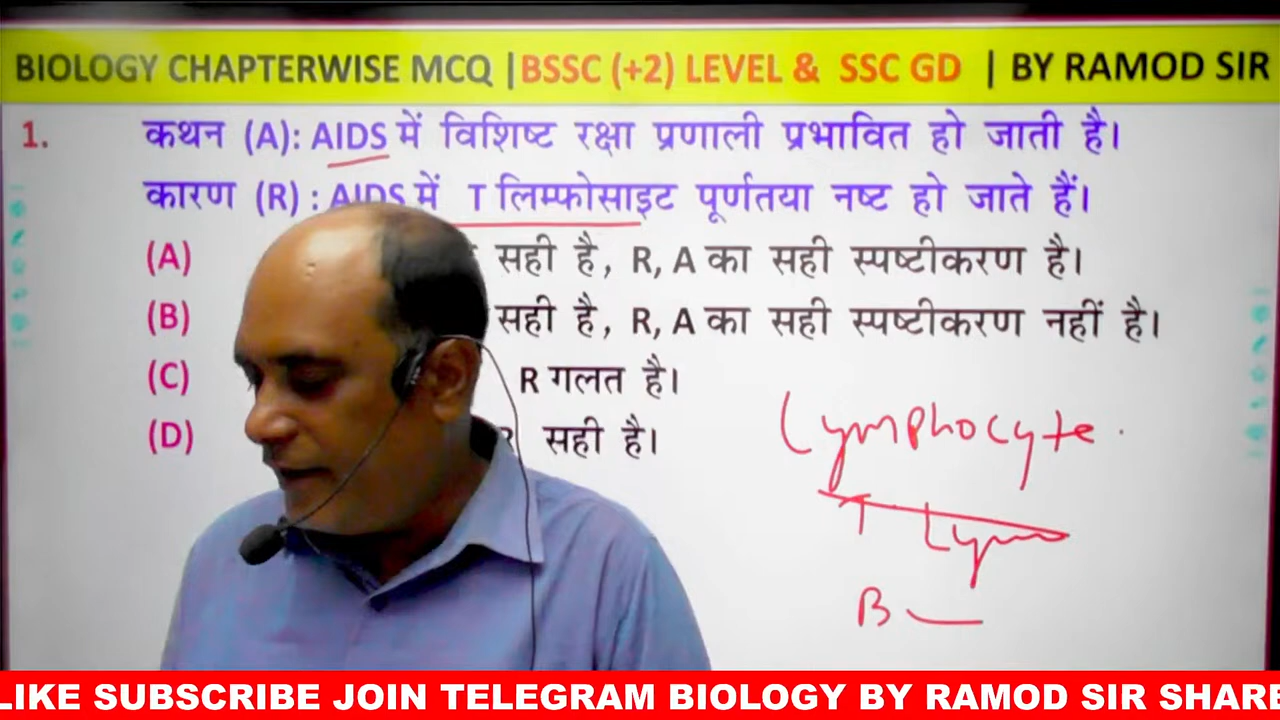 BIOLOGY CHAPTERWISE MCQ |BSSC (+2) LEVEL & SSC GD | BY RAMOD SIR
1. कथन (A): AIDS में विशिष्ट रक्षा प्रणाली प्रभावित हो जाती है।
कारण (R) : AIDS में T लिम्फोसाइट पूर्णतया नष्ट हो जाते हैं।
(A) सही है, R, A का सही स्पष्टीकरण है।
(B) सही है, R, A का सही स्पष्टीकरण नहीं है।
(C) R गलत है।
(D) सही है।
Lymphocyte
T Lym
B
LIKE SUBSCRIBE JOIN TELEGRAM BIOLOGY BY RAMOD SIR SHARE